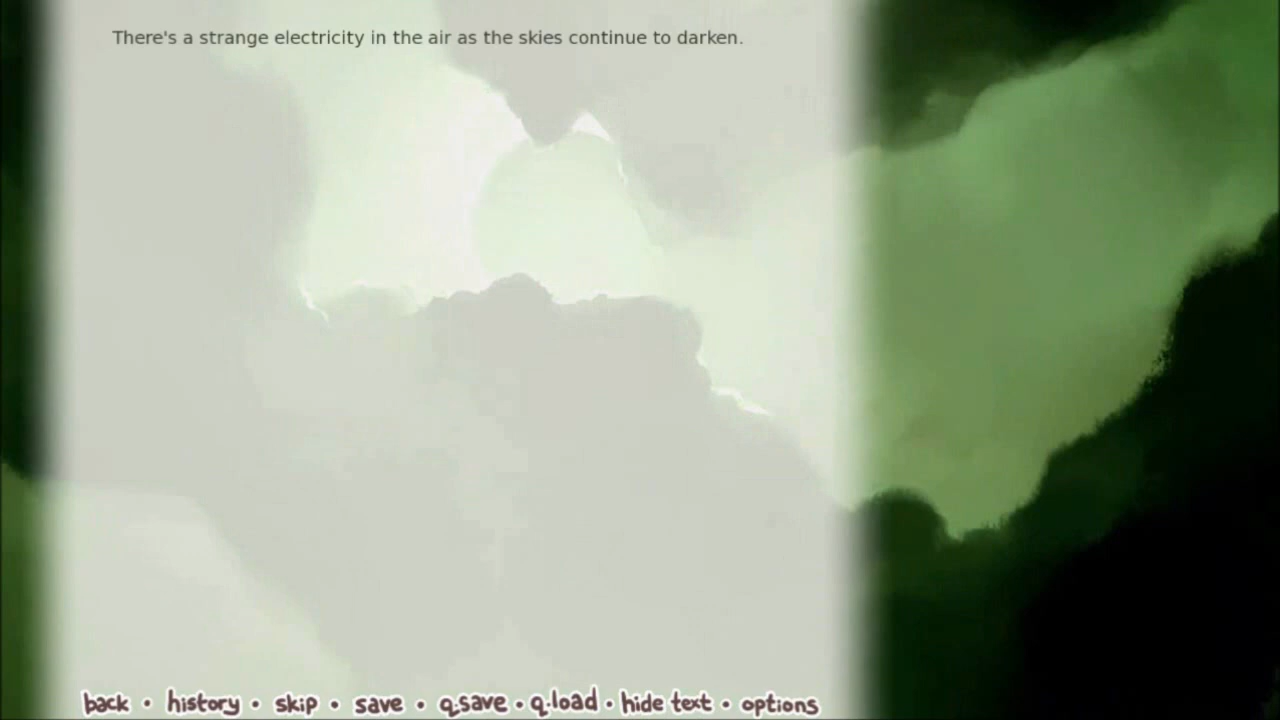 There's a strange electricity in the air as the skies continue to darken.
back • history • skip • save • q.save • q.load • hide text • options